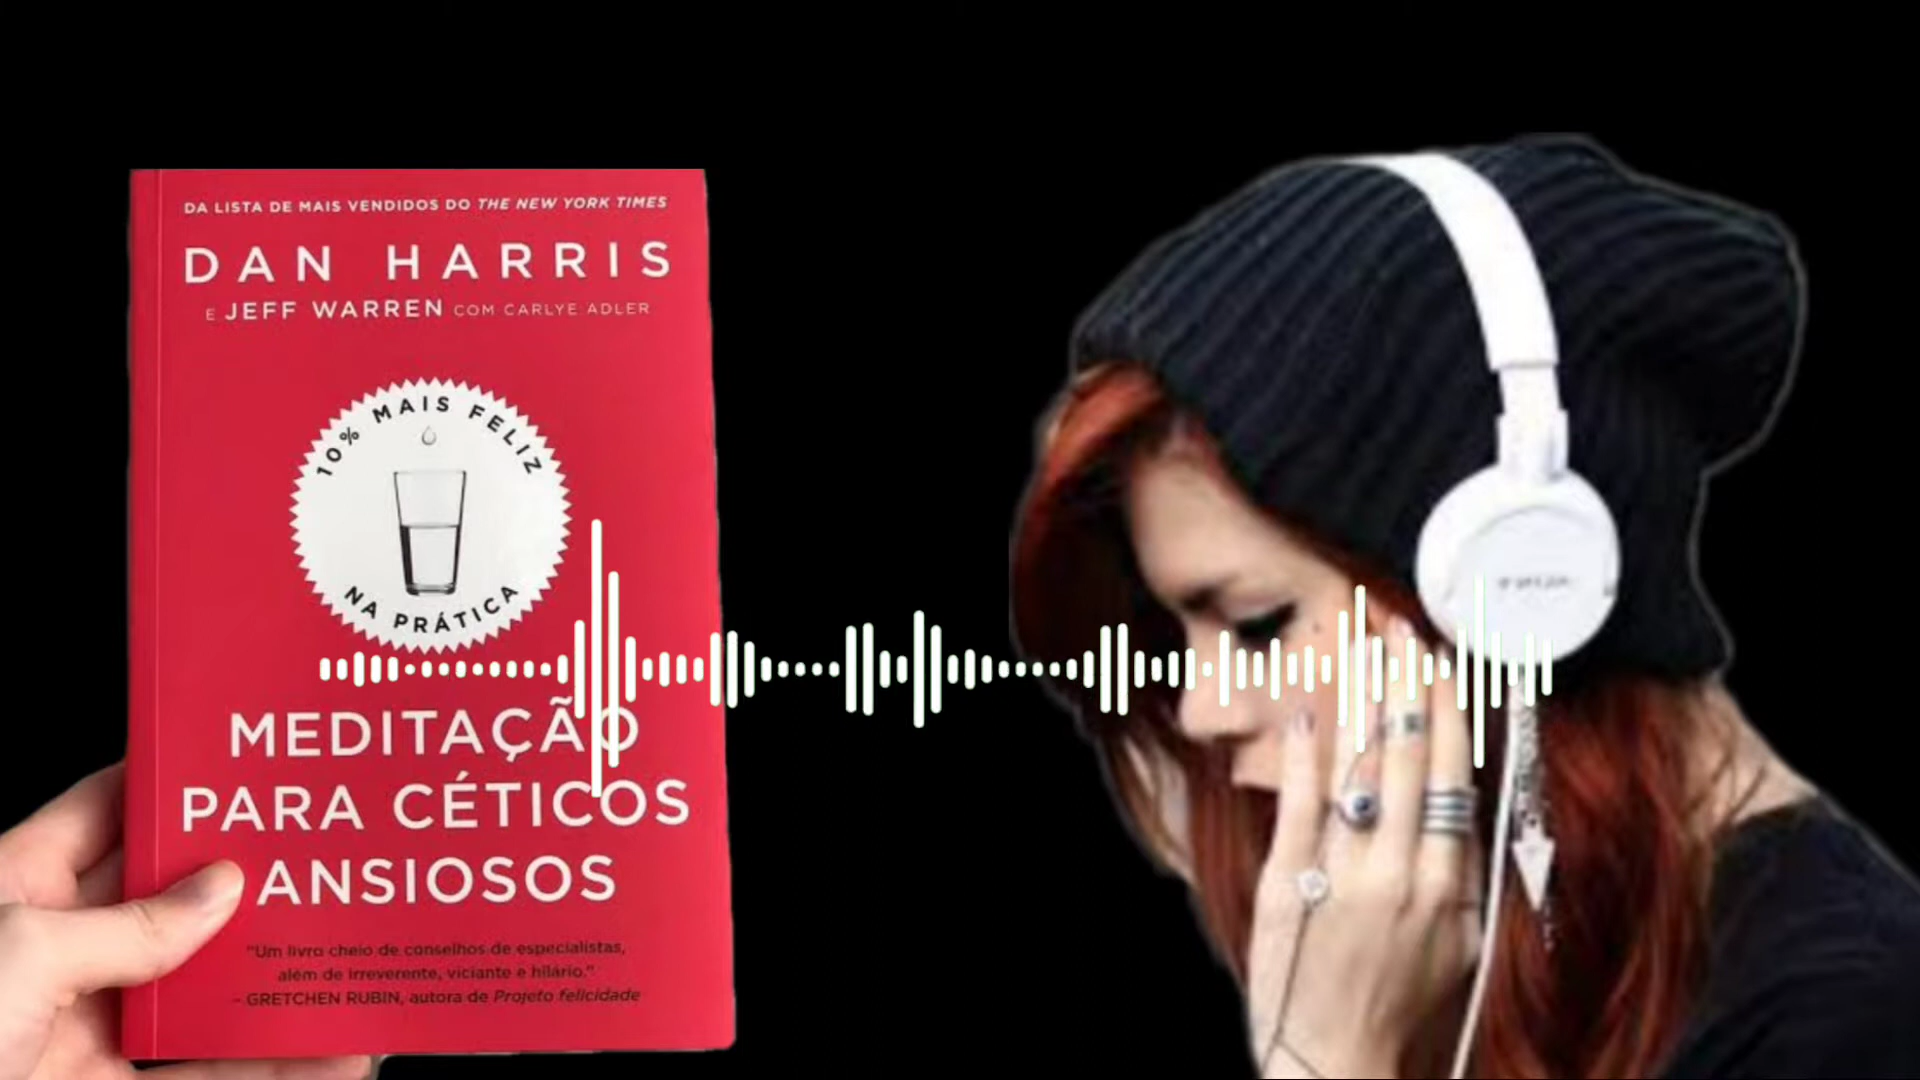 DA LISTA DE MAIS VENDIDOS DO THE NEW YORK TIMES
DAN HARRIS
E JEFF WARREN COM CARLYE ADLER
10% MAIS FELIZ
NA PRÁTICA
MEDITAÇÃO
PARA CÉTICOS
ANSIOSOS
"Um livro cheio de conselhos de especialistas,
além de irreverente, viciante e hilário."
– GRETCHEN RUBIN, autora de Projeto felicidade